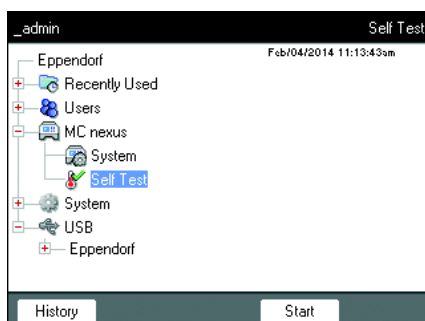 _admin Self Test
Feb/04/2014 11:13:43am
Eppendorf
Recently Used
Users
MC nexus
System
Self Test
System
USB
Eppendorf
History Start